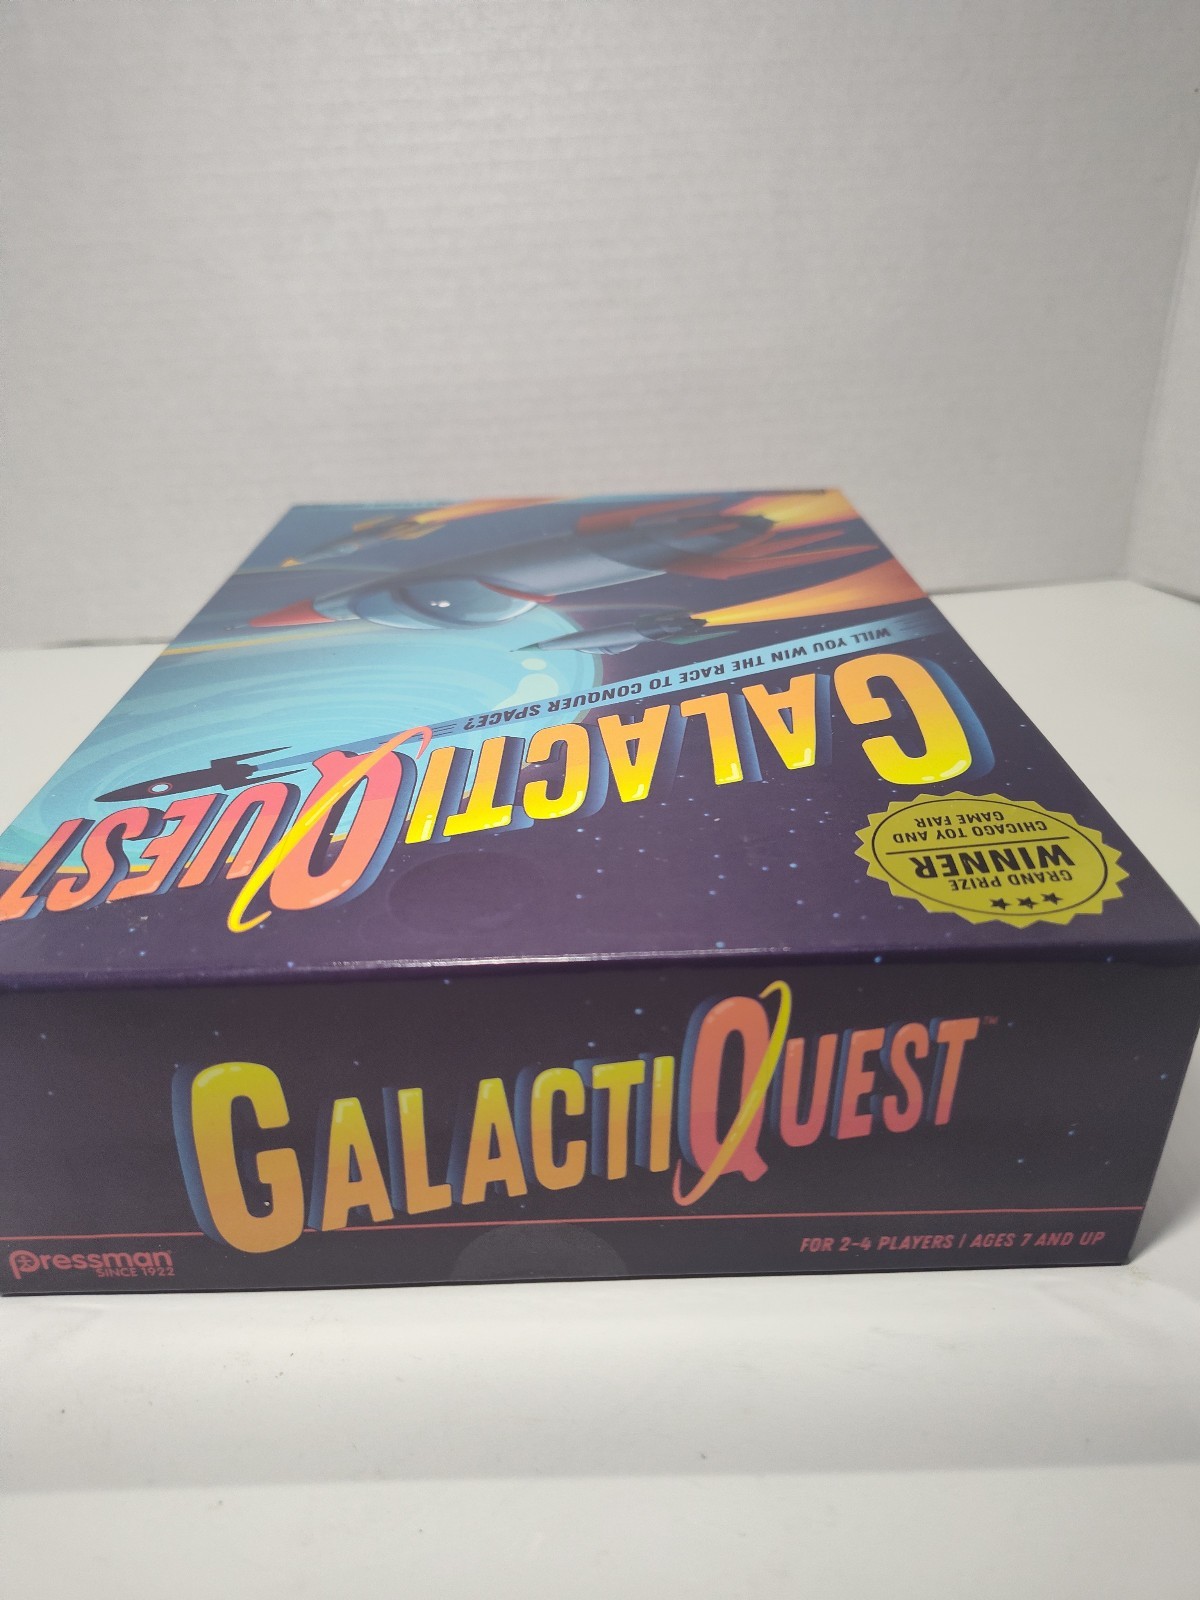 WILL YOU WIN THE RACE TO CONQUER SPACE?
GALACTIQUEST
★★★
GRAND PRIZE
WINNER
CHICAGO TOY AND
GAME FAIR
GALACTIQUEST™
pressman
SINCE 1922
FOR 2-4 PLAYERS | AGES 7 AND UP